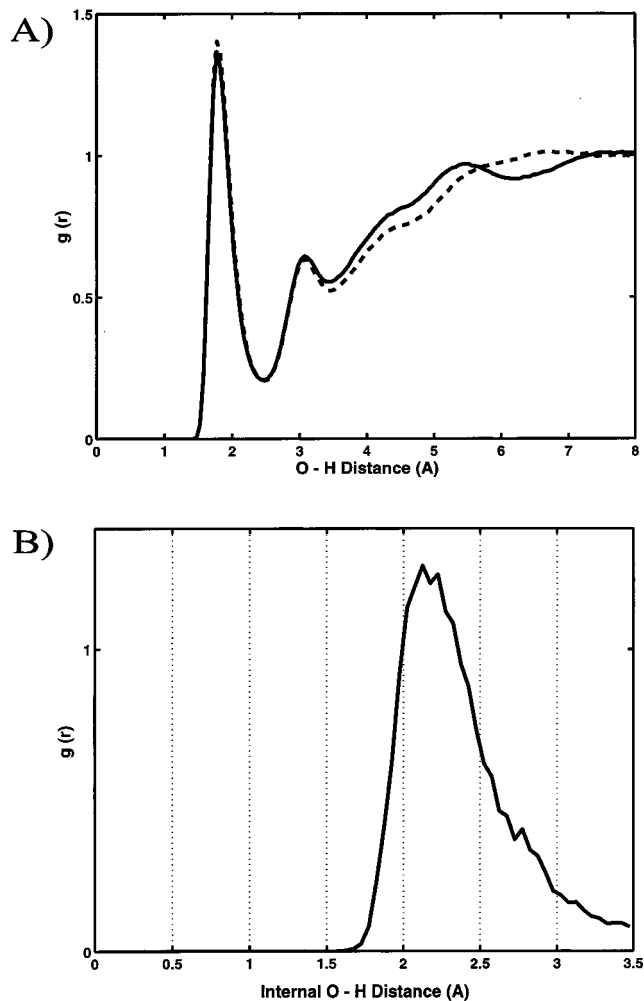 A)
1.5
1
0.5
0
g (r)
0 1 2 3 4 5 6 7 8
O - H Distance (A)
B)
1
0
g (r)
0 0.5 1 1.5 2 2.5 3 3.5
Internal O - H Distance (A)